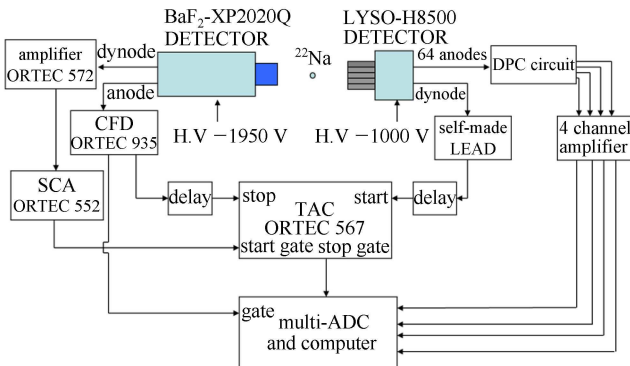 BaF₂-XP2020Q
DETECTOR
LYSO-H8500
DETECTOR
²²Na
amplifier
ORTEC 572
dynode
anode
64 anodes
dynode
DPC circuit
CFD
ORTEC 935
H.V −1950 V
H.V −1000 V
self-made
LEAD
4 channel
amplifier
SCA
ORTEC 552
delay
stop
start
delay
TAC
ORTEC 567
start gate stop gate
gate
multi-ADC
and computer